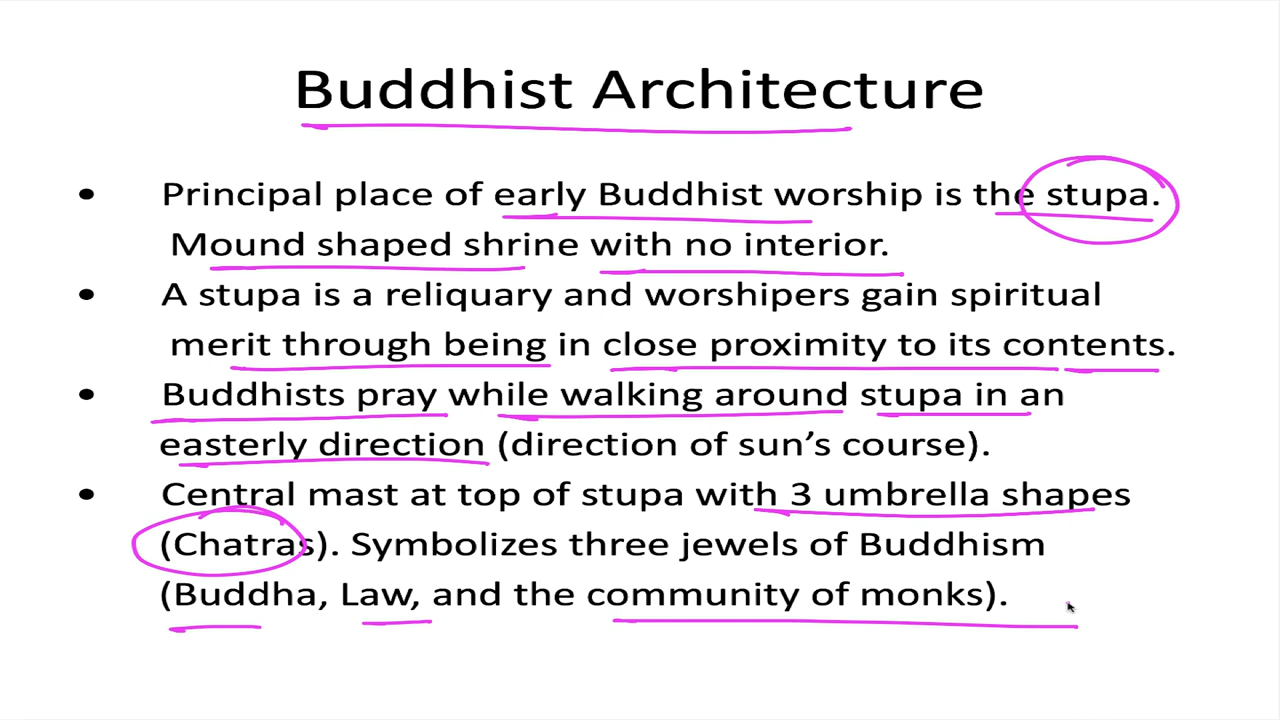 Buddhist Architecture
• Principal place of early Buddhist worship is the stupa.
Mound shaped shrine with no interior.
• A stupa is a reliquary and worshipers gain spiritual
merit through being in close proximity to its contents.
• Buddhists pray while walking around stupa in an
easterly direction (direction of sun's course).
• Central mast at top of stupa with 3 umbrella shapes
(Chatras). Symbolizes three jewels of Buddhism
(Buddha, Law, and the community of monks).